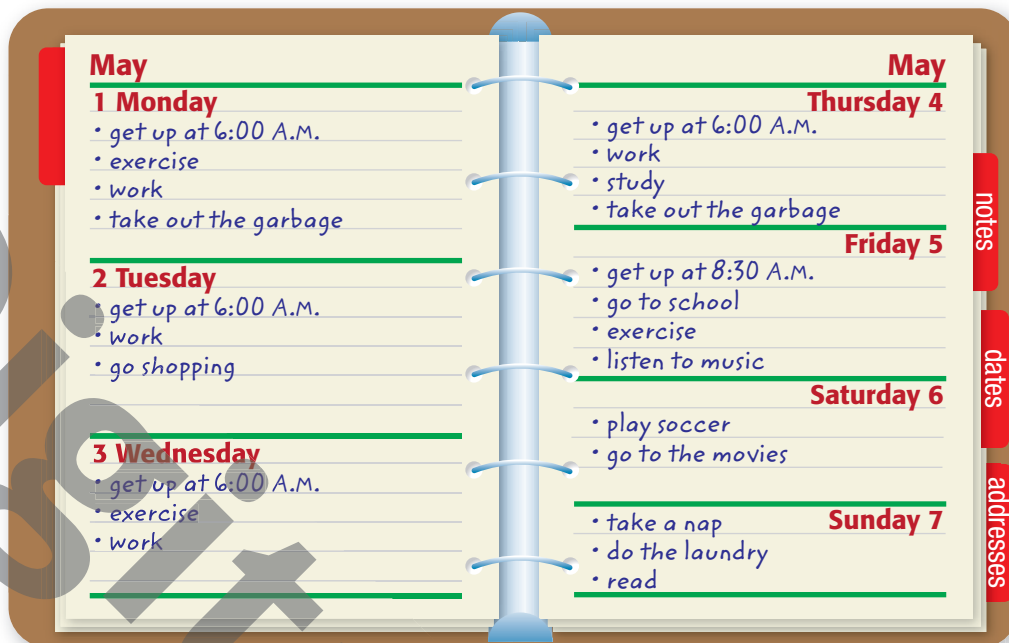 May
1 Monday
• get up at 6:00 A.M.
• exercise
• work
• take out the garbage
2 Tuesday
• get up at 6:00 A.M.
• work
• go shopping
3 Wednesday
• get up at 6:00 A.M.
• exercise
• work
May
Thursday 4
• get up at 6:00 A.M.
• work
• study
• take out the garbage
Friday 5
• get up at 8:30 A.M.
• go to school
• exercise
• listen to music
Saturday 6
• play soccer
• go to the movies
Sunday 7
• take a nap
• do the laundry
• read
notes
dates
addresses